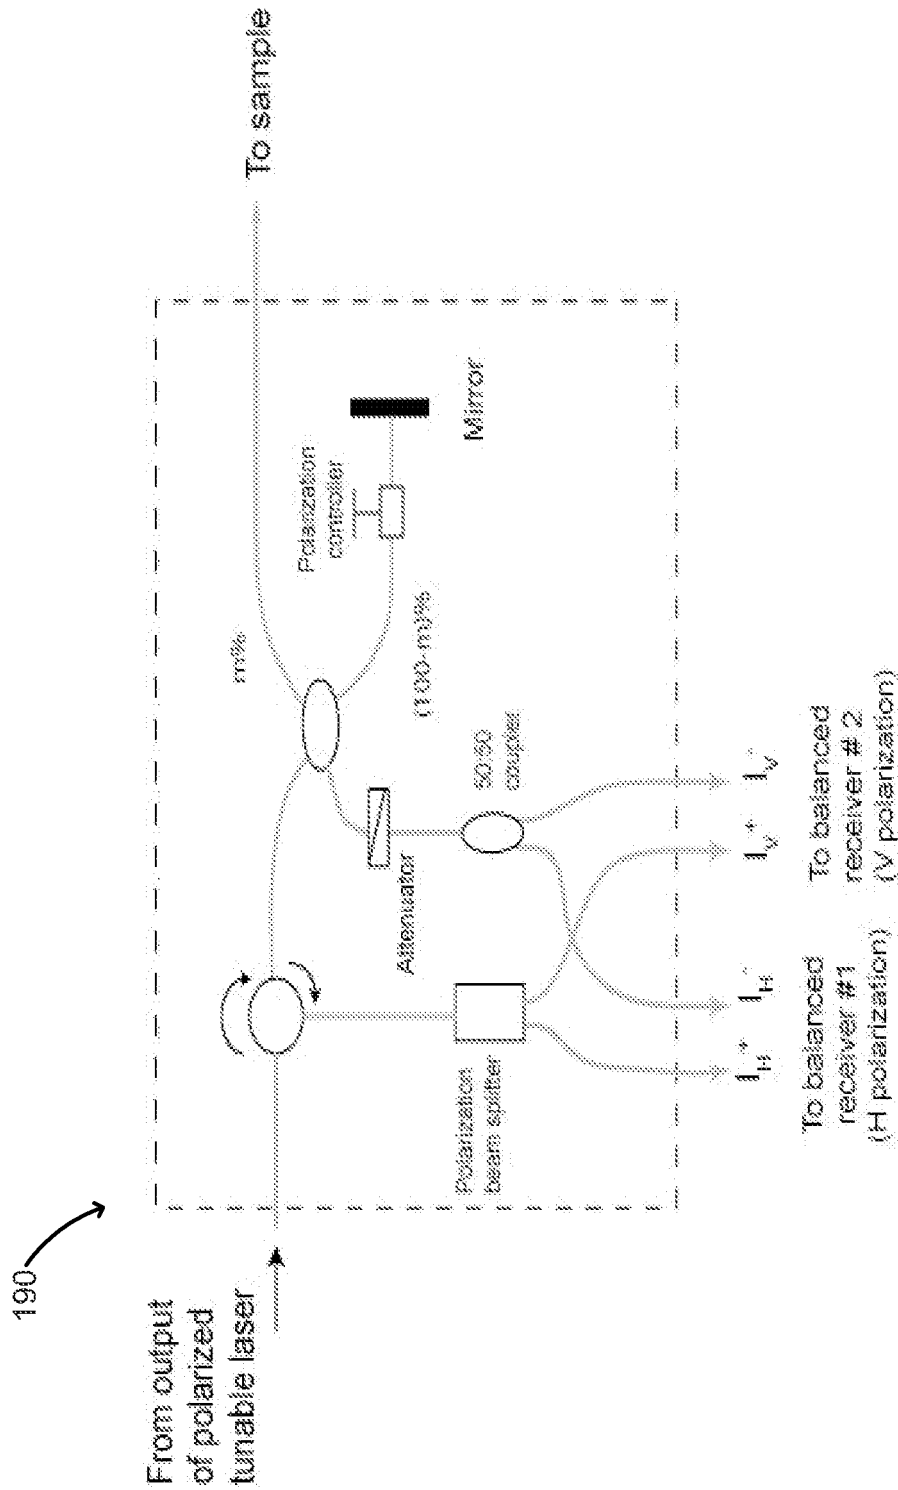 190
From output
of polarized
tunable laser
To sample
m%
(100-m)%
Polarization
controller
Mirror
Attenuator
50:50
coupler
Polarization
beam splitter
I_H^+
I_H^-
I_V^+
I_V^-
To balanced
receiver #1
(H polarization)
To balanced
receiver # 2
(V polarization)